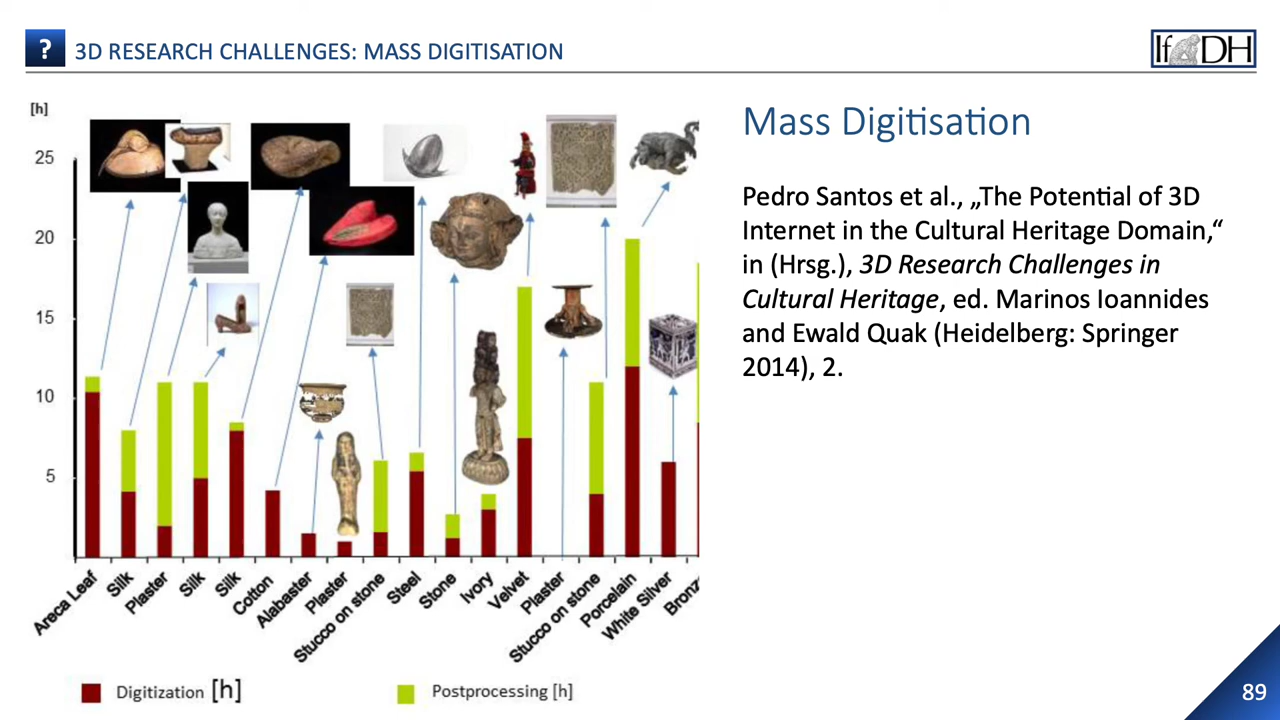 ?
3D RESEARCH CHALLENGES: MASS DIGITISATION
IfDH
[h]
25
20
15
10
5
Areca Leaf
Silk
Plaster
Silk
Silk
Cotton
Alabaster
Plaster
Stucco on stone
Steel
Stone
Ivory
Velvet
Plaster
Stucco on stone
Porcelain
White Silver
Bronz
Digitization [h]
Postprocessing [h]
Mass Digitisation
Pedro Santos et al., „The Potential of 3D
Internet in the Cultural Heritage Domain,“
in (Hrsg.), 3D Research Challenges in
Cultural Heritage, ed. Marinos Ioannides
and Ewald Quak (Heidelberg: Springer
2014), 2.
89